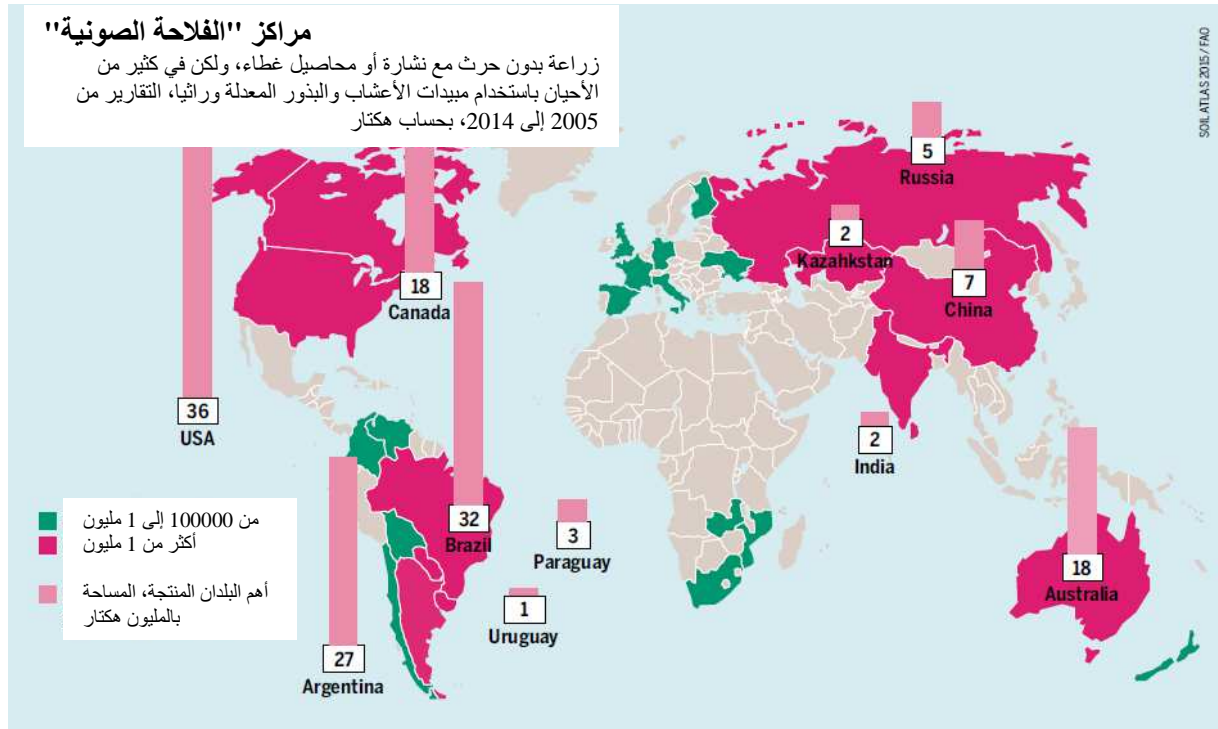 مراكز "الفلاحة الصونية"
زراعة بدون حرث مع نشارة أو محاصيل غطاء، ولكن في كثير من
الأحيان باستخدام مبيدات الأعشاب والبذور المعدلة وراثيا، التقارير من
2005 إلى 2014، بحساب هكتار
SOIL ATLAS 2015 / FAO
5
Russia
2
Kazahkstan
7
China
18
Canada
36
USA
2
India
32
Brazil
3
Paraguay
18
Australia
1
Uruguay
27
Argentina
من 100000 إلى 1 مليون
أكثر من 1 مليون
أهم البلدان المنتجة، المساحة
بالمليون هكتار